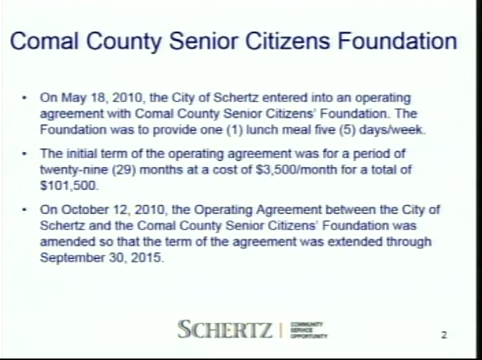 Comal County Senior Citizens Foundation
• On May 18, 2010, the City of Schertz entered into an operating
agreement with Comal County Senior Citizens' Foundation. The
Foundation was to provide one (1) lunch meal five (5) days/week.
• The initial term of the operating agreement was for a period of
twenty-nine (29) months at a cost of $3,500/month for a total of
$101,500.
• On October 12, 2010, the Operating Agreement between the City of
Schertz and the Comal County Senior Citizens' Foundation was
amended so that the term of the agreement was extended through
September 30, 2015.
SCHERTZ | COMMUNITY
SERVICE
OPPORTUNITY
2